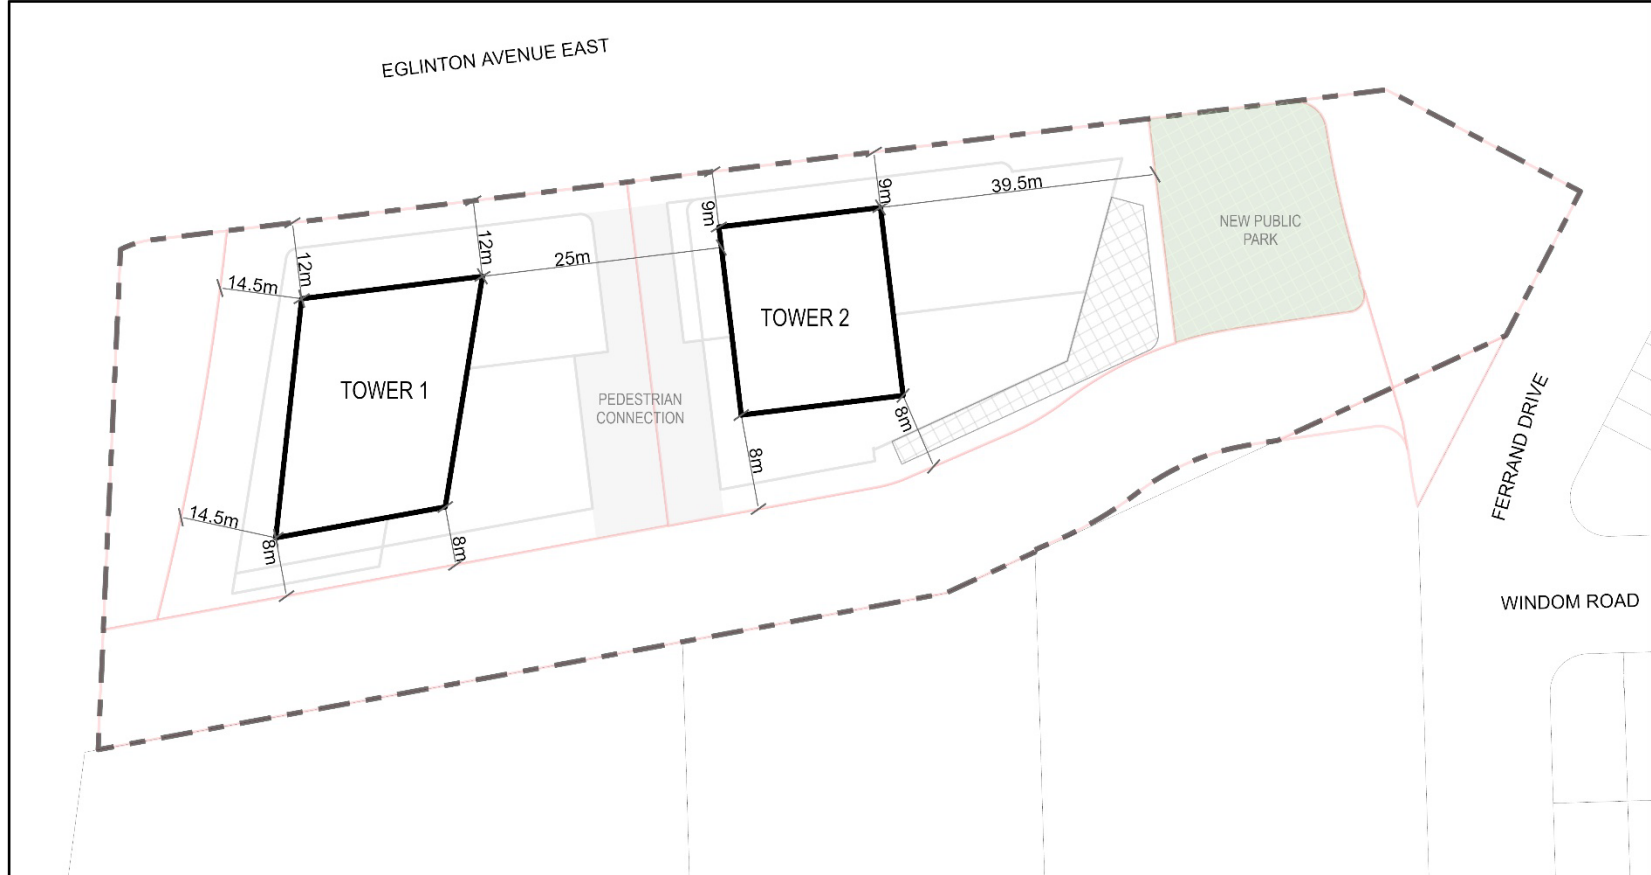 EGLINTON AVENUE EAST
9m
9m
39.5m
12m
12m
25m
14.5m
NEW PUBLIC
PARK
TOWER 2
TOWER 1
PEDESTRIAN
CONNECTION
8m
8m
14.5m
8m
8m
FERRAND DRIVE
WINDOM ROAD